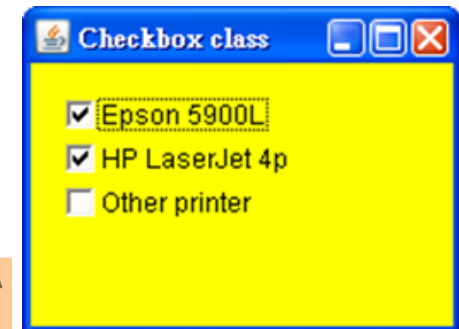 Checkbox class
Epson 5900L
HP LaserJet 4p
Other printer